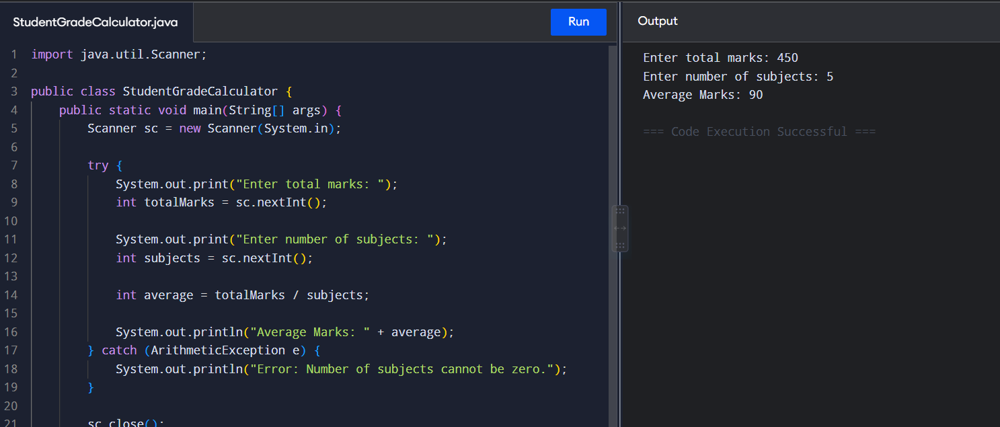 StudentGradeCalculator.java
Run
1 import java.util.Scanner;
2
3 public class StudentGradeCalculator {
4     public static void main(String[] args) {
5         Scanner sc = new Scanner(System.in);
6
7         try {
8             System.out.print("Enter total marks: ");
9             int totalMarks = sc.nextInt();
10
11             System.out.print("Enter number of subjects: ");
12             int subjects = sc.nextInt();
13
14             int average = totalMarks / subjects;
15
16             System.out.println("Average Marks: " + average);
17         } catch (ArithmeticException e) {
18             System.out.println("Error: Number of subjects cannot be zero.");
19         }
20
21         sc.close();
Output
Enter total marks: 450
Enter number of subjects: 5
Average Marks: 90
=== Code Execution Successful ===